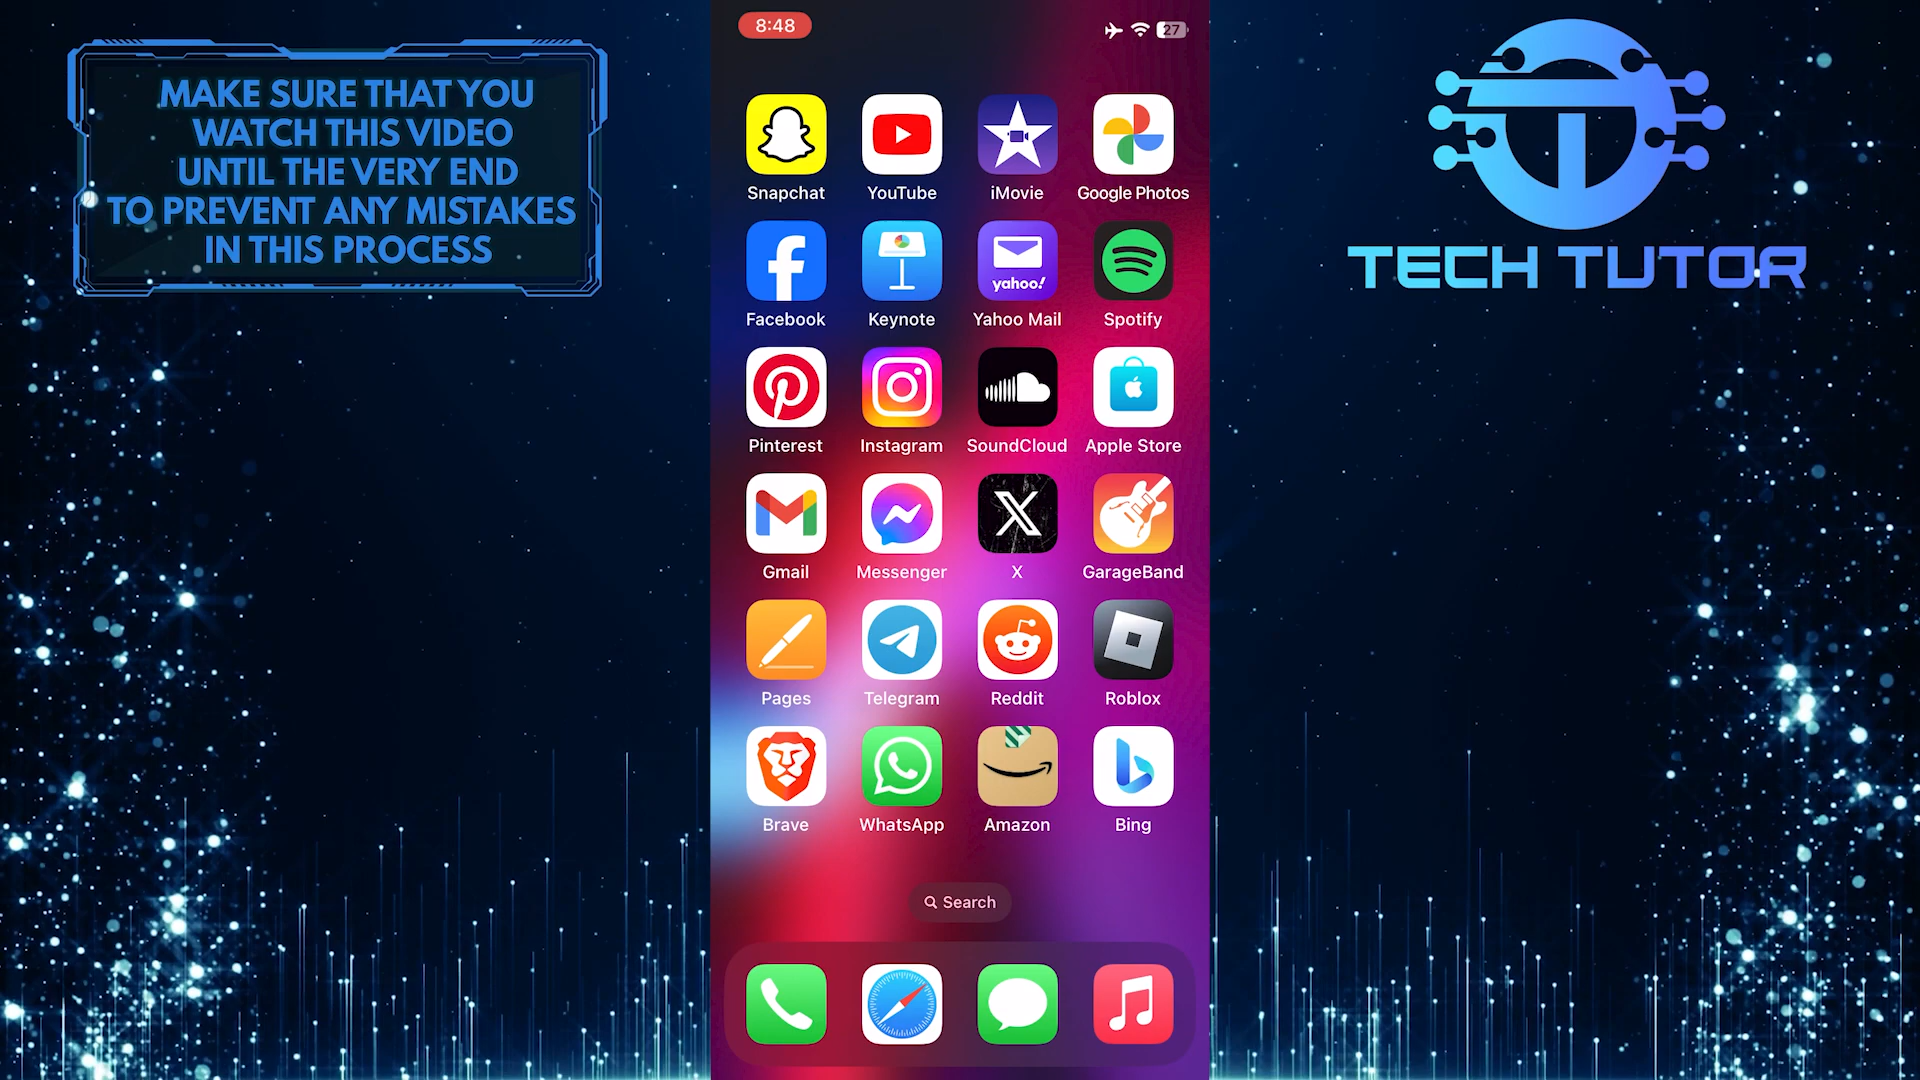 MAKE SURE THAT YOU
WATCH THIS VIDEO
UNTIL THE VERY END
TO PREVENT ANY MISTAKES
IN THIS PROCESS
8:48
27
Snapchat YouTube iMovie Google Photos
yahoo!
Facebook Keynote Yahoo Mail Spotify
Pinterest Instagram SoundCloud Apple Store
Gmail Messenger X GarageBand
Pages Telegram Reddit Roblox
Brave WhatsApp Amazon Bing
Search
TECH TUTOR